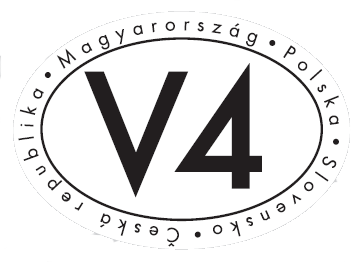 V4
Magyarország • Polska • Slovensko • Česká republika •